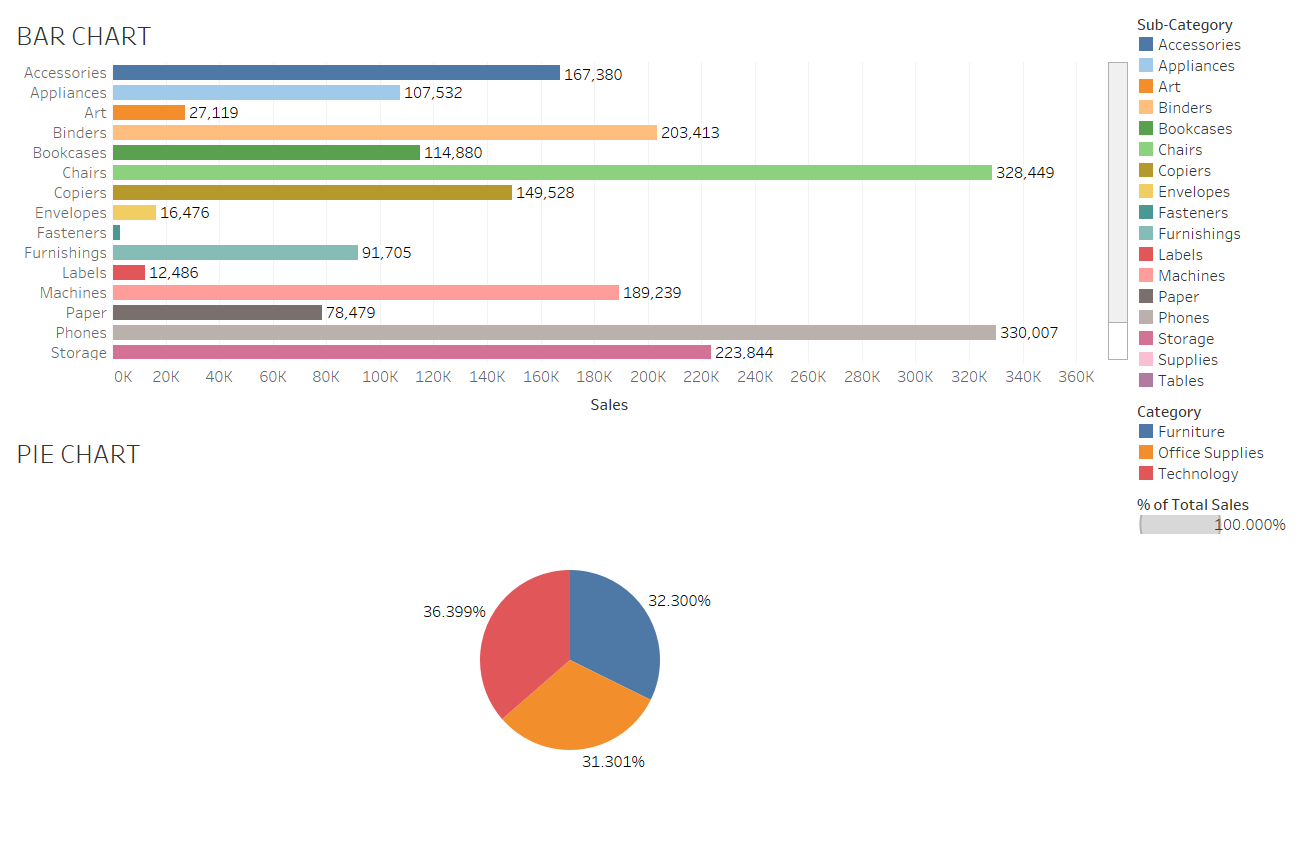 BAR CHART
Accessories 167,380
Appliances 107,532
Art 27,119
Binders 203,413
Bookcases 114,880
Chairs 328,449
Copiers 149,528
Envelopes 16,476
Fasteners
Furnishings 91,705
Labels 12,486
Machines 189,239
Paper 78,479
Phones 330,007
Storage 223,844
0K 20K 40K 60K 80K 100K 120K 140K 160K 180K 200K 220K 240K 260K 280K 300K 320K 340K 360K
Sales
PIE CHART
36.399%
32.300%
31.301%
Sub-Category
Accessories
Appliances
Art
Binders
Bookcases
Chairs
Copiers
Envelopes
Fasteners
Furnishings
Labels
Machines
Paper
Phones
Storage
Supplies
Tables
Category
Furniture
Office Supplies
Technology
% of Total Sales
100.000%